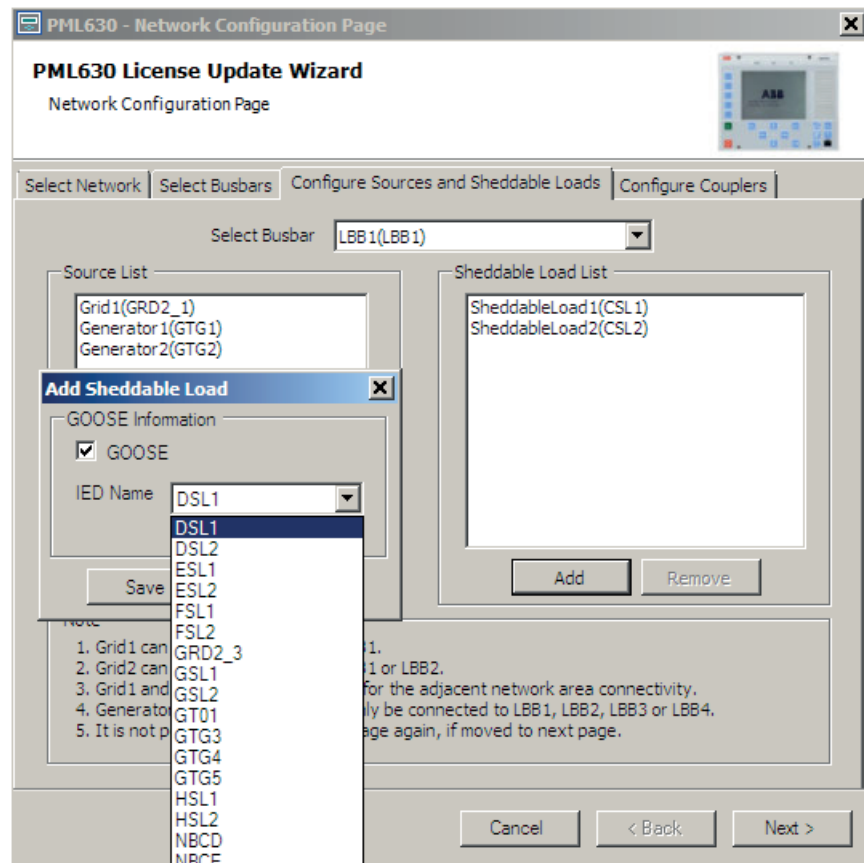 PML630 - Network Configuration Page
PML630 License Update Wizard
Network Configuration Page
ABB
Select Network
Select Busbars
Configure Sources and Sheddable Loads
Configure Couplers
Select Busbar
LBB1(LBB1)
Source List
Grid1(GRD2_1)
Generator1(GTG1)
Generator2(GTG2)
Sheddable Load List
SheddableLoad1(CSL1)
SheddableLoad2(CSL2)
Add
Remove
Add Sheddable Load
GOOSE Information
GOOSE
IED Name
DSL1
DSL1
DSL2
ESL1
ESL2
FSL1
FSL2
GRD2_3
GSL1
GSL2
GT01
GTG3
GTG4
GTG5
HSL1
HSL2
NBCD
NBCE
Save
Note
1. Grid1 can 1.
2. Grid2 can 1 or LBB2.
3. Grid1 and for the adjacent network area connectivity.
4. Generator ly be connected to LBB1, LBB2, LBB3 or LBB4.
5. It is not p age again, if moved to next page.
Cancel
< Back
Next >